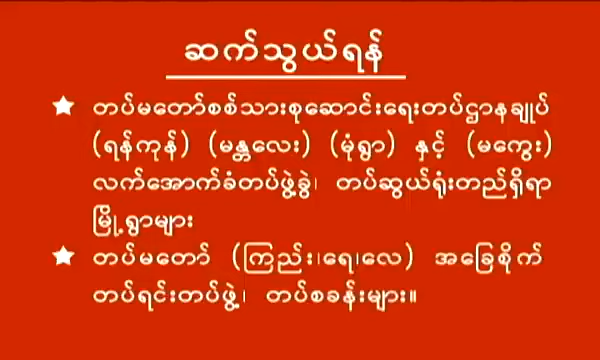 ဆက်သွယ်ရန်
★ တပ်မတော်စစ်သားစုဆောင်းရေးတပ်ဌာနချုပ်
(ရန်ကုန်) (မန္တလေး) (မုံရွာ) နှင့် (မကွေး)
လက်အောက်ခံတပ်ဖွဲ့ခွဲ၊ တပ်ဆွယ်ရုံးတည်ရှိရာ
မြို့ရွာများ
★ တပ်မတော် (ကြည်း၊ရေ၊လေ) အခြေစိုက်
တပ်ရင်းတပ်ဖွဲ့၊ တပ်စခန်းများ။